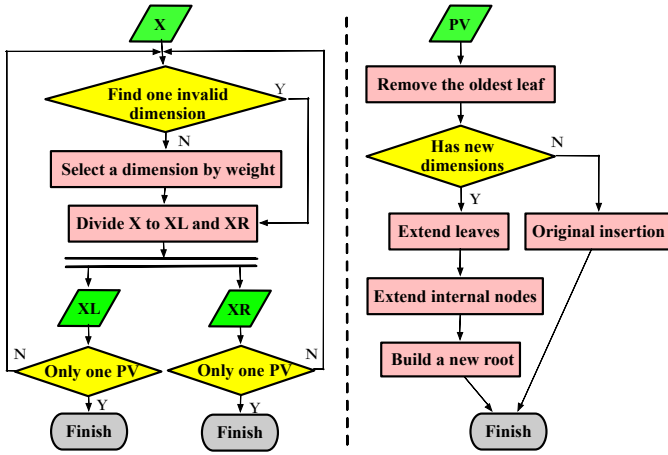 X
Find one invalid
dimension
Y
N
Select a dimension by weight
Divide X to XL and XR
XL
XR
N
Only one PV
Only one PV
N
Y
Y
Finish
Finish
PV
Remove the oldest leaf
Has new
dimensions
N
Y
Extend leaves
Original insertion
Extend internal nodes
Build a new root
Finish